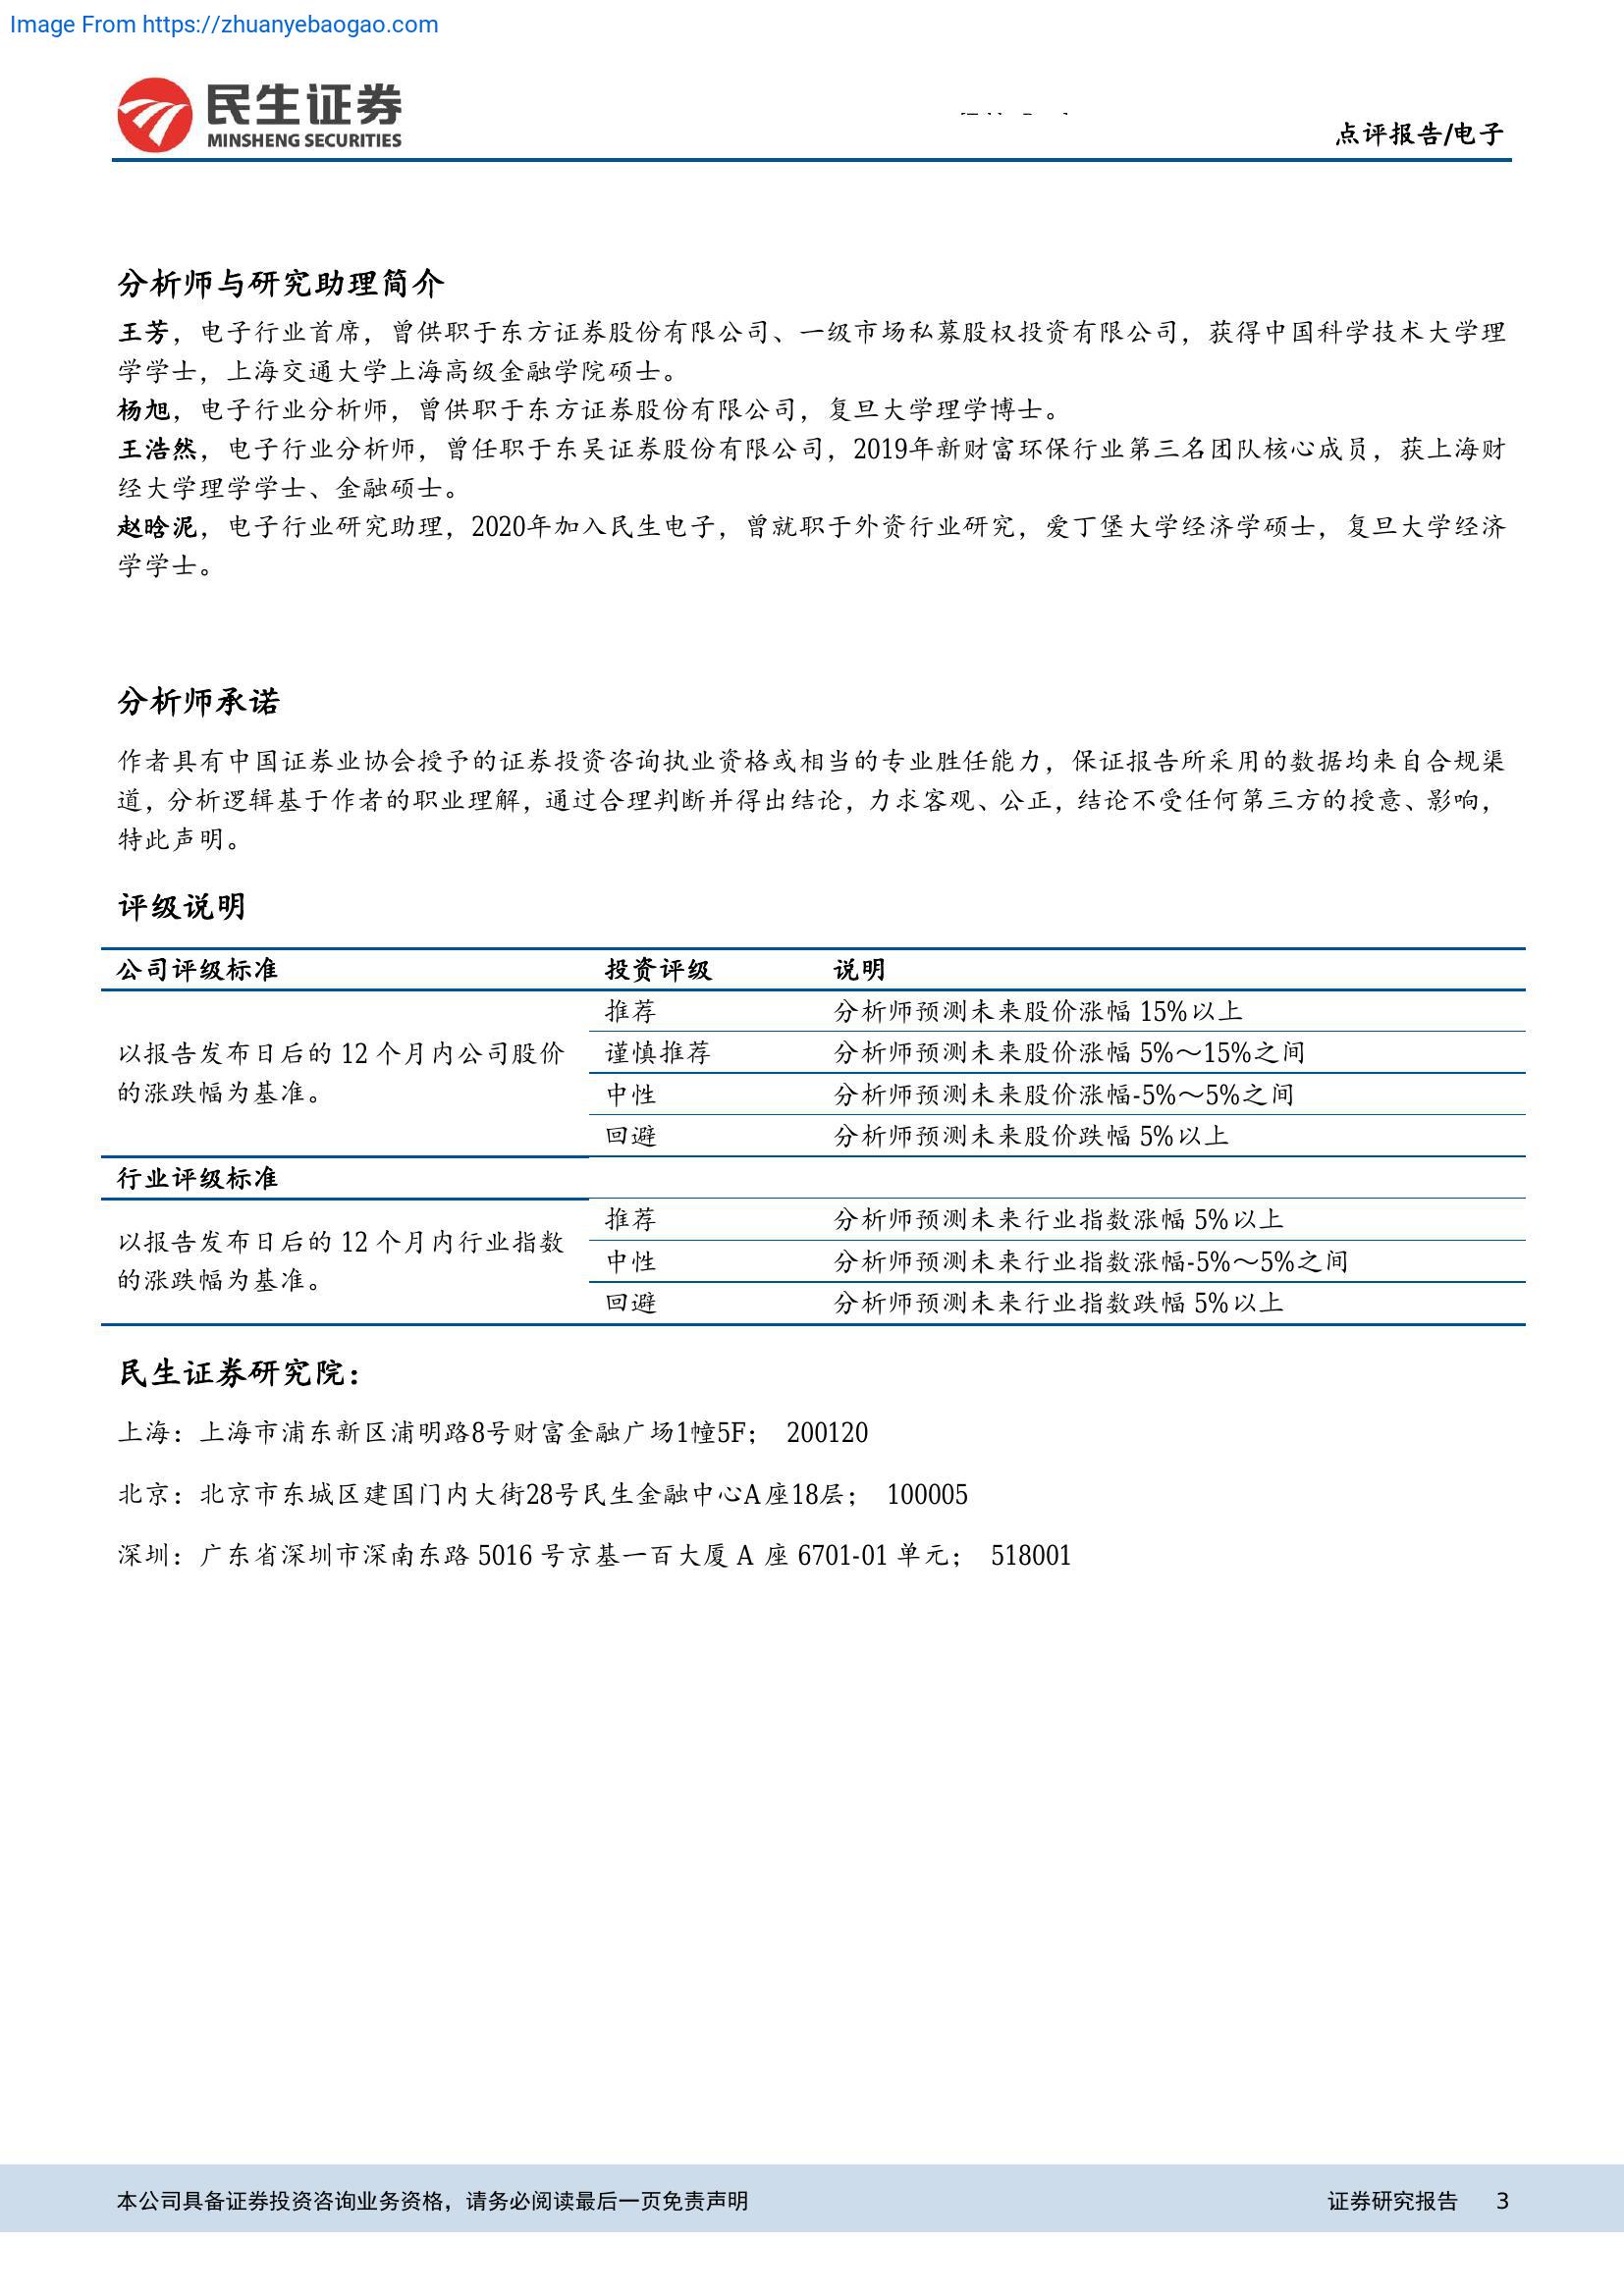 Image From https://zhuanyebaogao.com
民生证券
MINSHENG SECURITIES
点评报告/电子
分析师与研究助理简介
王芳，电子行业首席，曾供职于东方证券股份有限公司、一级市场私募股权投资有限公司，获得中国科学技术大学理
学学士，上海交通大学上海高级金融学院硕士。
杨旭，电子行业分析师，曾供职于东方证券股份有限公司，复旦大学理学博士。
王浩然，电子行业分析师，曾任职于东吴证券股份有限公司，2019年新财富环保行业第三名团队核心成员，获上海财
经大学理学学士、金融硕士。
赵晗泥，电子行业研究助理，2020年加入民生电子，曾就职于外资行业研究，爱丁堡大学经济学硕士，复旦大学经济
学学士。
分析师承诺
作者具有中国证券业协会授予的证券投资咨询执业资格或相当的专业胜任能力，保证报告所采用的数据均来自合规渠
道，分析逻辑基于作者的职业理解，通过合理判断并得出结论，力求客观、公正，结论不受任何第三方的授意、影响，
特此声明。
评级说明
公司评级标准 投资评级 说明
以报告发布日后的 12 个月内公司股价
的涨跌幅为基准。
推荐 分析师预测未来股价涨幅 15%以上
谨慎推荐 分析师预测未来股价涨幅 5%～15%之间
中性 分析师预测未来股价涨幅-5%～5%之间
回避 分析师预测未来股价跌幅 5%以上
行业评级标准
以报告发布日后的 12 个月内行业指数
的涨跌幅为基准。
推荐 分析师预测未来行业指数涨幅 5%以上
中性 分析师预测未来行业指数涨幅-5%～5%之间
回避 分析师预测未来行业指数跌幅 5%以上
民生证券研究院：
上海：上海市浦东新区浦明路8号财富金融广场1幢5F； 200120
北京：北京市东城区建国门内大街28号民生金融中心A座18层； 100005
深圳：广东省深圳市深南东路 5016 号京基一百大厦 A 座 6701-01 单元； 518001
本公司具备证券投资咨询业务资格，请务必阅读最后一页免责声明 证券研究报告 3